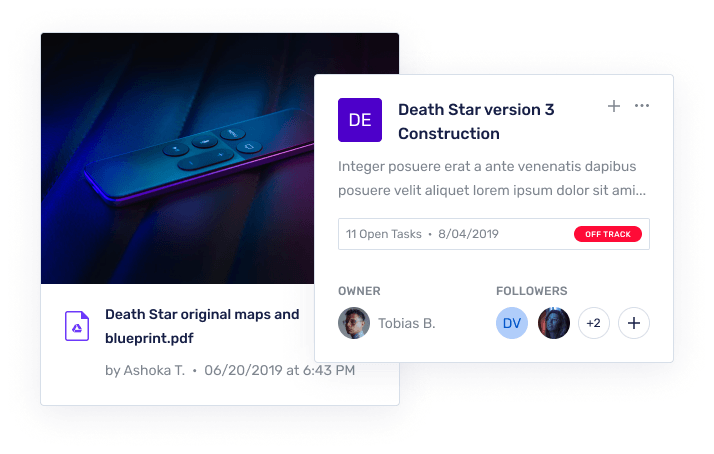 DE
Death Star version 3
Construction
Integer posuere erat a ante venenatis dapibus
posuere velit aliquet lorem ipsum dolor sit ami...
11 Open Tasks • 8/04/2019
OFF TRACK
OWNER
Tobias B.
FOLLOWERS
DV
+2
Death Star original maps and
blueprint.pdf
by Ashoka T. • 06/20/2019 at 6:43 PM